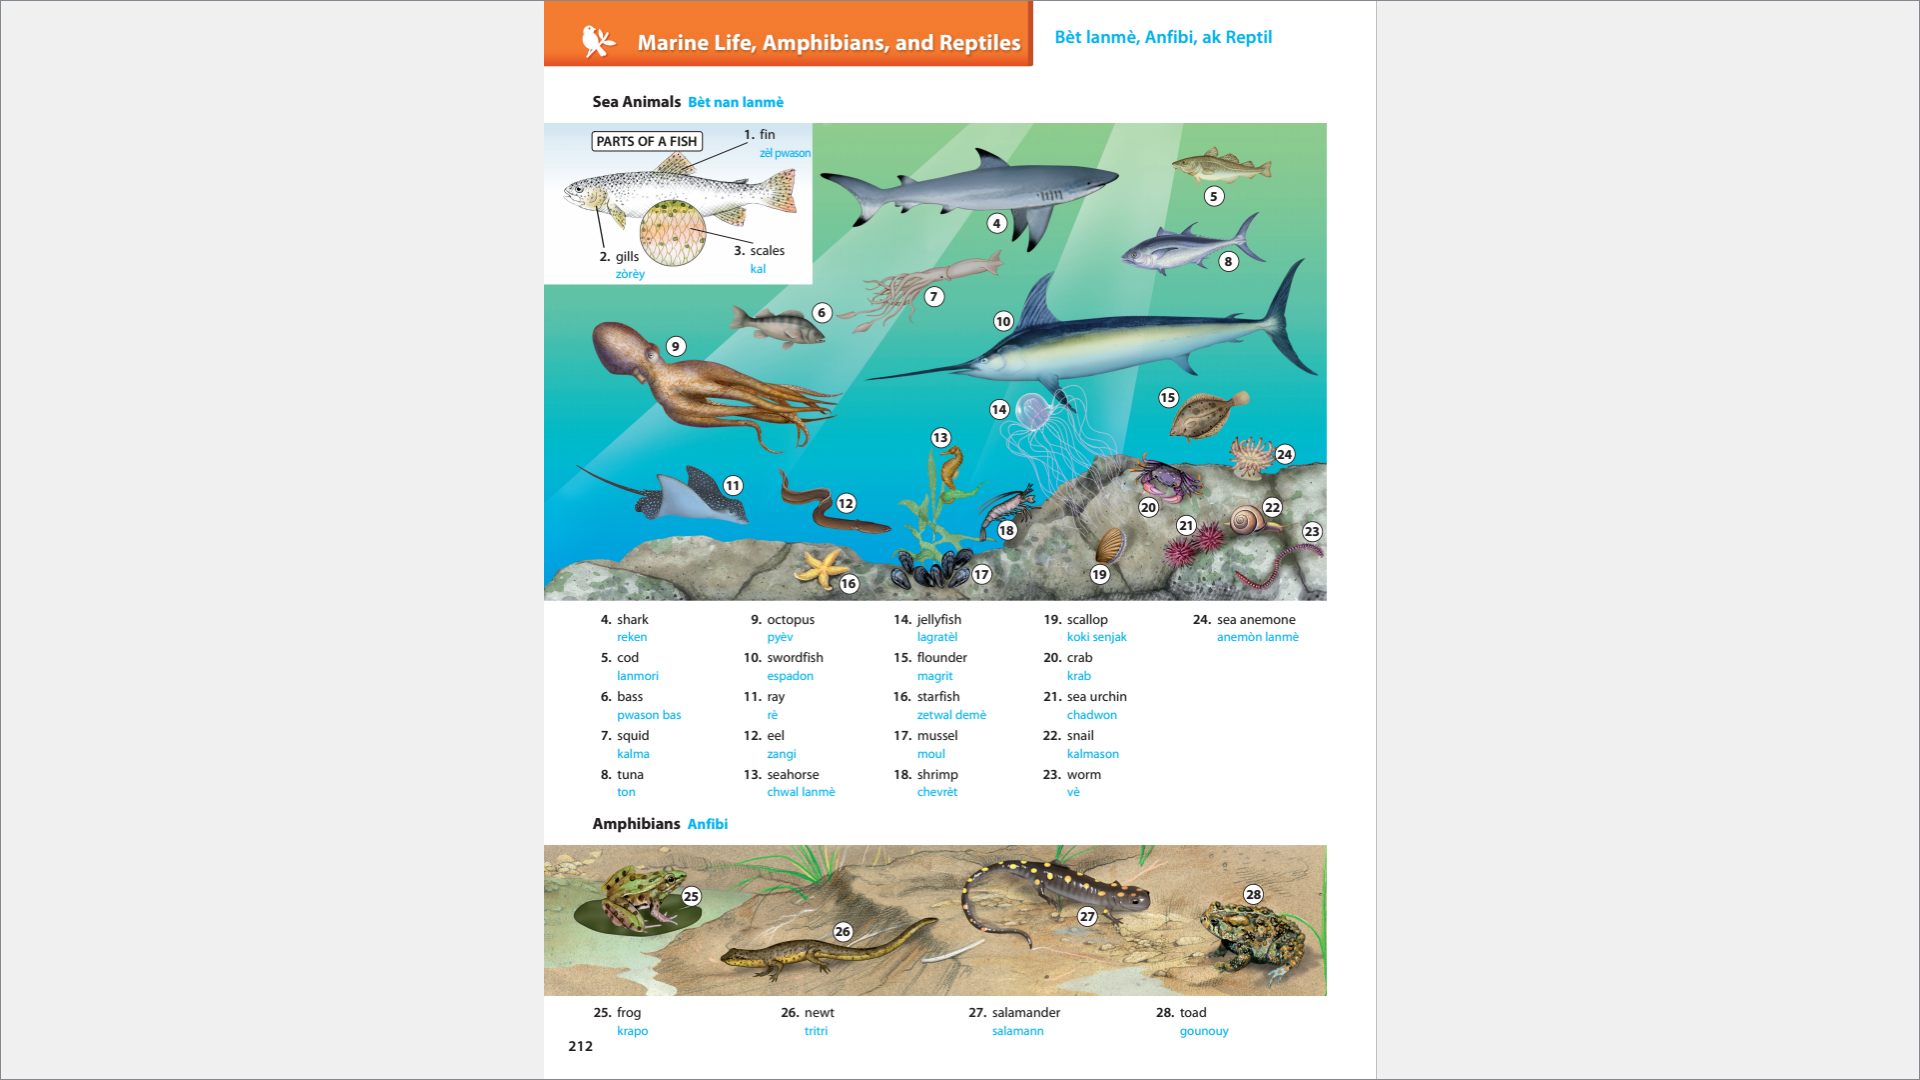 Marine Life, Amphibians, and Reptiles
Bèt lanmè, Anfibi, ak Reptil
Sea Animals Bèt nan lanmè
PARTS OF A FISH
1. fin
zèl pwason
2. gills
zòrèy
3. scales
kal
4
5
6
7
8
9
10
11
12
13
14
15
16
17
18
19
20
21
22
23
24
4. shark
reken
5. cod
lanmori
6. bass
pwason bas
7. squid
kalma
8. tuna
ton
9. octopus
pyèv
10. swordfish
espadon
11. ray
rè
12. eel
zangi
13. seahorse
chwal lanmè
14. jellyfish
lagratèl
15. flounder
magrit
16. starfish
zetwal demè
17. mussel
moul
18. shrimp
chevrèt
19. scallop
koki senjak
20. crab
krab
21. sea urchin
chadwon
22. snail
kalmason
23. worm
vè
24. sea anemone
anemòn lanmè
Amphibians Anfibi
25
26
27
28
25. frog
krapo
26. newt
tritri
27. salamander
salamann
28. toad
gounouy
212